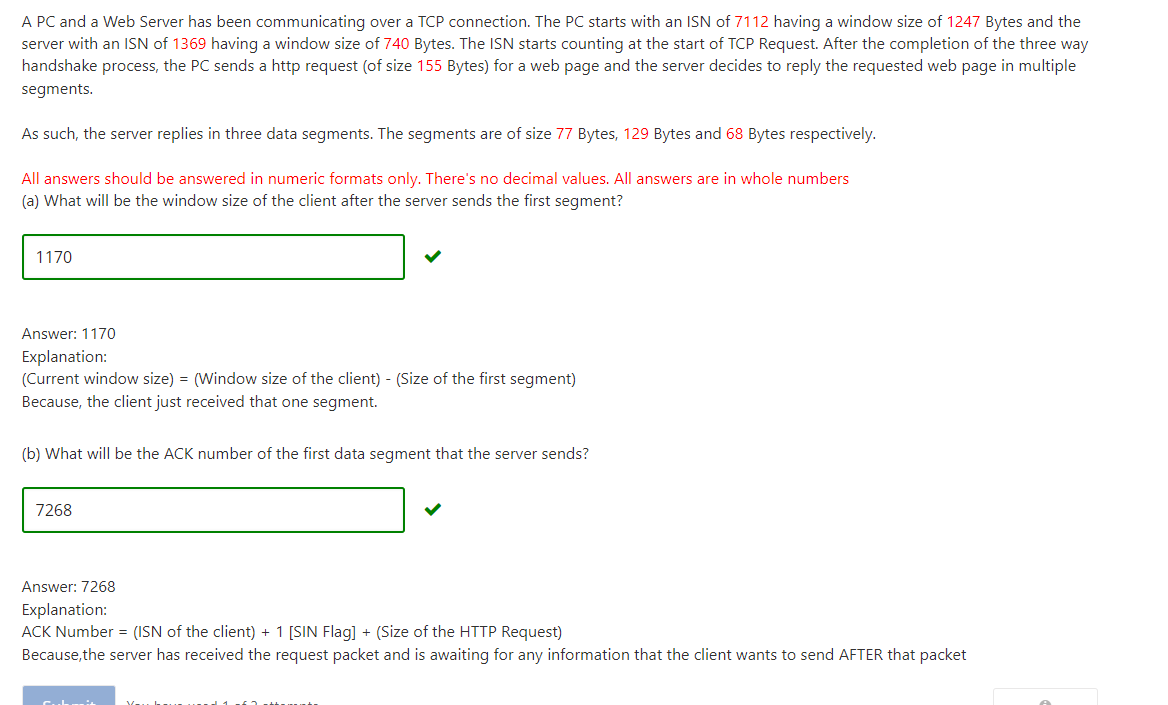 A PC and a Web Server has been communicating over a TCP connection. The PC starts with an ISN of 7112 having a window size of 1247 Bytes and the
server with an ISN of 1369 having a window size of 740 Bytes. The ISN starts counting at the start of TCP Request. After the completion of the three way
handshake process, the PC sends a http request (of size 155 Bytes) for a web page and the server decides to reply the requested web page in multiple
segments.
As such, the server replies in three data segments. The segments are of size 77 Bytes, 129 Bytes and 68 Bytes respectively.
All answers should be answered in numeric formats only. There's no decimal values. All answers are in whole numbers
(a) What will be the window size of the client after the server sends the first segment?
1170
Answer: 1170
Explanation:
(Current window size) = (Window size of the client) - (Size of the first segment)
Because, the client just received that one segment.
(b) What will be the ACK number of the first data segment that the server sends?
7268
Answer: 7268
Explanation:
ACK Number = (ISN of the client) + 1 [SIN Flag] + (Size of the HTTP Request)
Because,the server has received the request packet and is awaiting for any information that the client wants to send AFTER that packet
Submit You have used 1 of 2 attempts